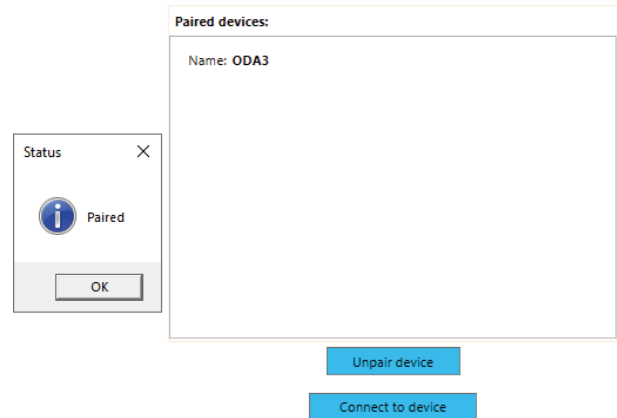 Paired devices:
Name: ODA3
Status
Paired
OK
Unpair device
Connect to device